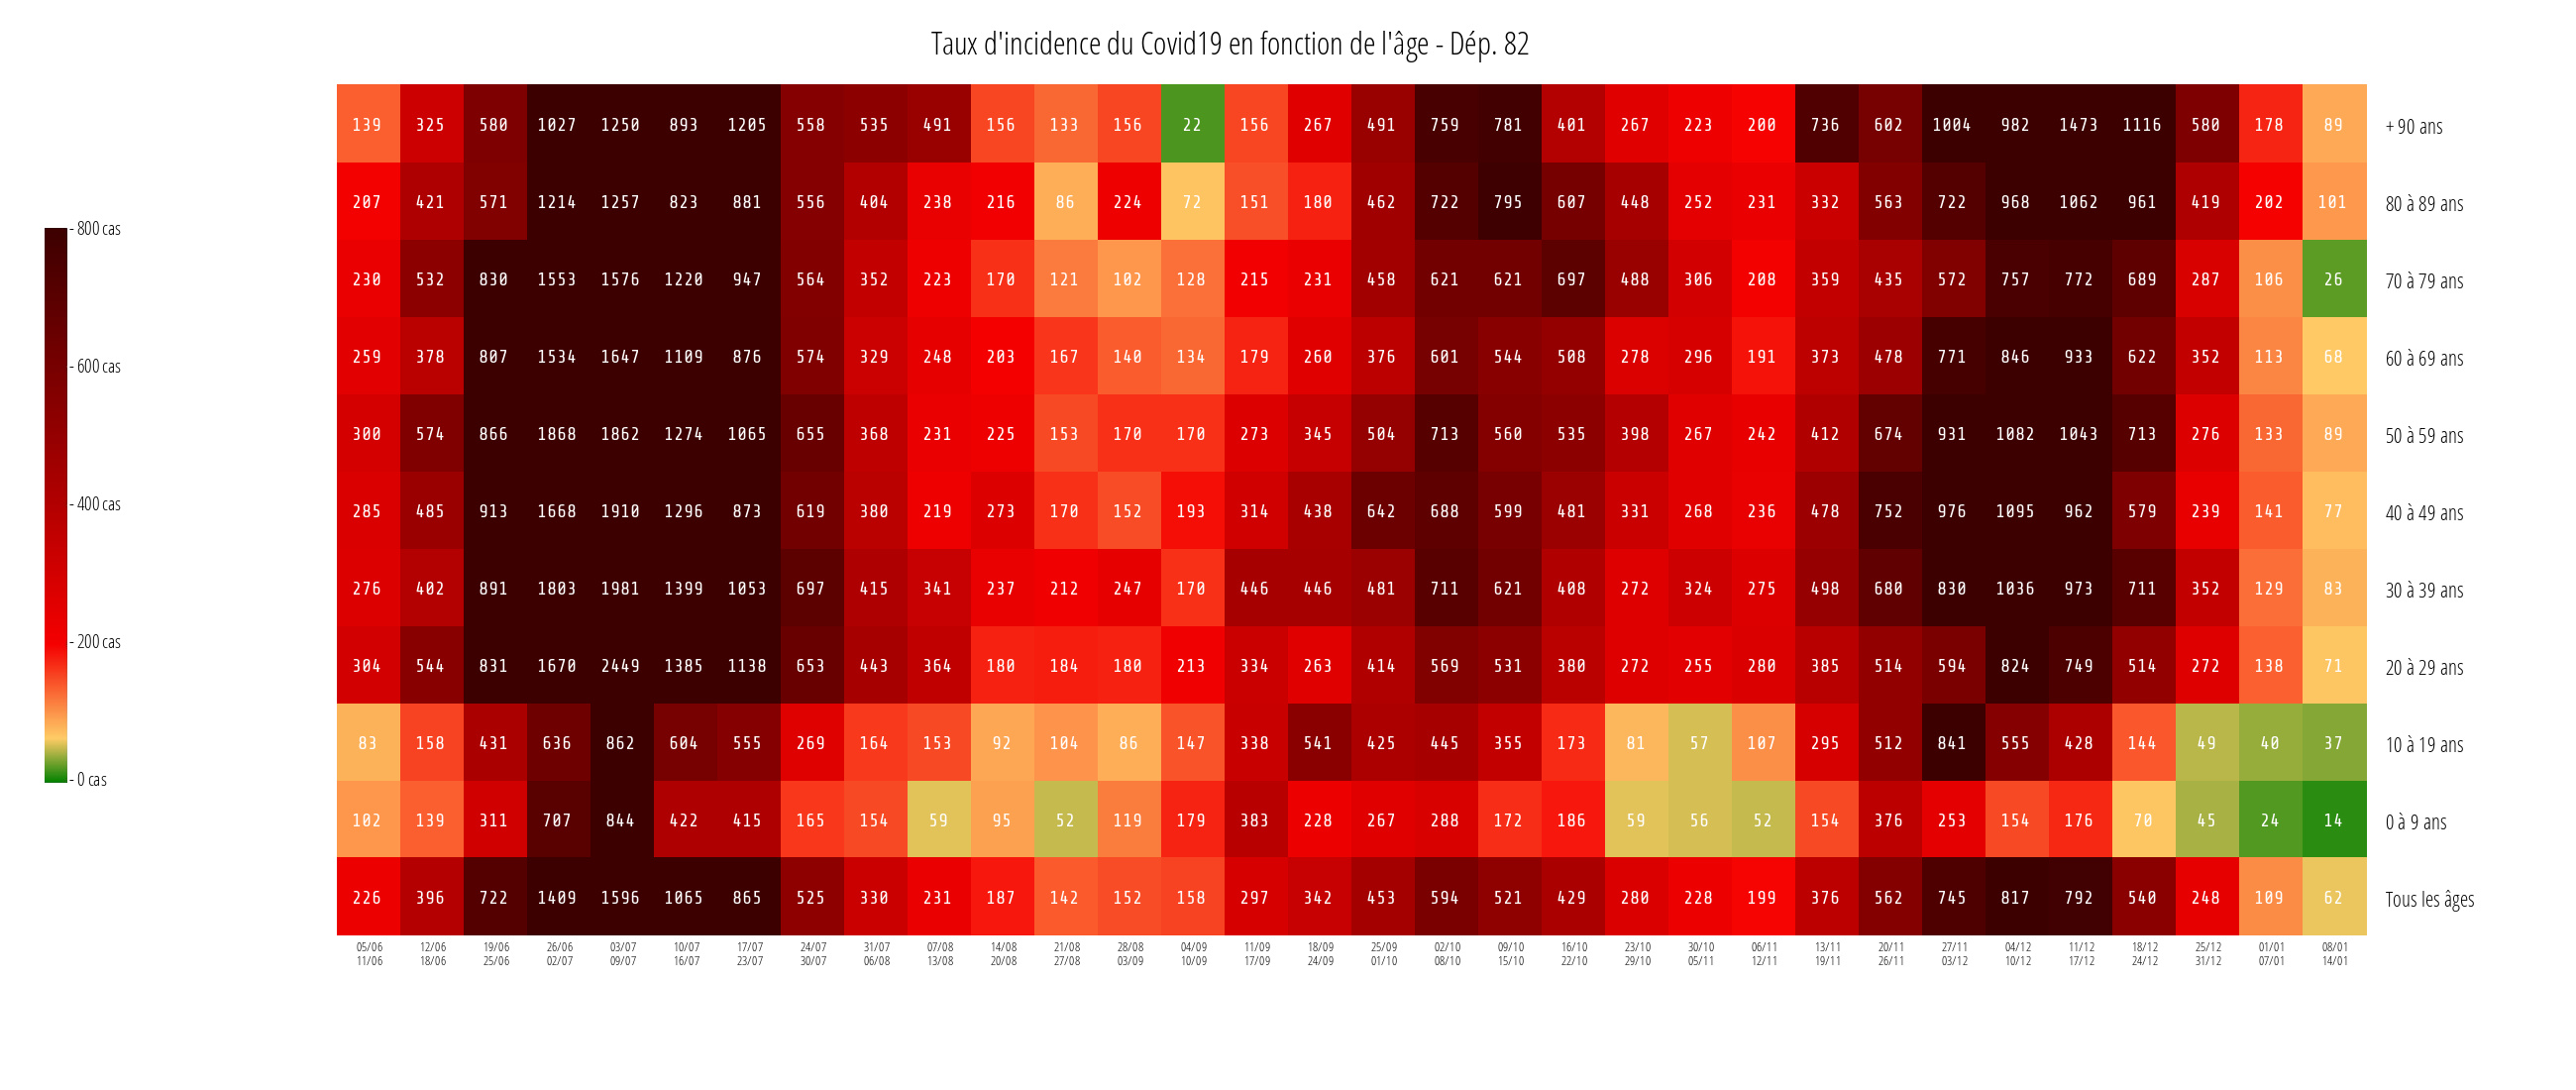 Taux d'incidence du Covid19 en fonction de l'âge - Dép. 82
- 800 cas
- 600 cas
- 400 cas
- 200 cas
- 0 cas
139 325 580 1027 1250 893 1205 558 535 491 156 133 156 22 156 267 491 759 781 401 267 223 200 736 602 1004 982 1473 1116 580 178 89 + 90 ans
207 421 571 1214 1257 823 881 556 404 238 216 86 224 72 151 180 462 722 795 607 448 252 231 332 563 722 968 1062 961 419 202 101 80 à 89 ans
230 532 830 1553 1576 1220 947 564 352 223 170 121 102 128 215 231 458 621 621 697 488 306 208 359 435 572 757 772 689 287 106 26 70 à 79 ans
259 378 807 1534 1647 1109 876 574 329 248 203 167 140 134 179 260 376 601 544 508 278 296 191 373 478 771 846 933 622 352 113 68 60 à 69 ans
300 574 866 1868 1862 1274 1065 655 368 231 225 153 170 170 273 345 504 713 560 535 398 267 242 412 674 931 1082 1043 713 276 133 89 50 à 59 ans
285 485 913 1668 1910 1296 873 619 380 219 273 170 152 193 314 438 642 688 599 481 331 268 236 478 752 976 1095 962 579 239 141 77 40 à 49 ans
276 402 891 1803 1981 1399 1053 697 415 341 237 212 247 170 446 446 481 711 621 408 272 324 275 498 680 830 1036 973 711 352 129 83 30 à 39 ans
304 544 831 1670 2449 1385 1138 653 443 364 180 184 180 213 334 263 414 569 531 380 272 255 280 385 514 594 824 749 514 272 138 71 20 à 29 ans
83 158 431 636 862 604 555 269 164 153 92 104 86 147 338 541 425 445 355 173 81 57 107 295 512 841 555 428 144 49 40 37 10 à 19 ans
102 139 311 707 844 422 415 165 154 59 95 52 119 179 383 228 267 288 172 186 59 56 52 154 376 253 154 176 70 45 24 14 0 à 9 ans
226 396 722 1409 1596 1065 865 525 330 231 187 142 152 158 297 342 453 594 521 429 280 228 199 376 562 745 817 792 540 248 109 62 Tous les âges
05/06 12/06 19/06 26/06 03/07 10/07 17/07 24/07 31/07 07/08 14/08 21/08 28/08 04/09 11/09 18/09 25/09 02/10 09/10 16/10 23/10 30/10 06/11 13/11 20/11 27/11 04/12 11/12 18/12 25/12 01/01 08/01
11/06 18/06 25/06 02/07 09/07 16/07 23/07 30/07 06/08 13/08 20/08 27/08 03/09 10/09 17/09 24/09 01/10 08/10 15/10 22/10 29/10 05/11 12/11 19/11 26/11 03/12 10/12 17/12 24/12 31/12 07/01 14/01